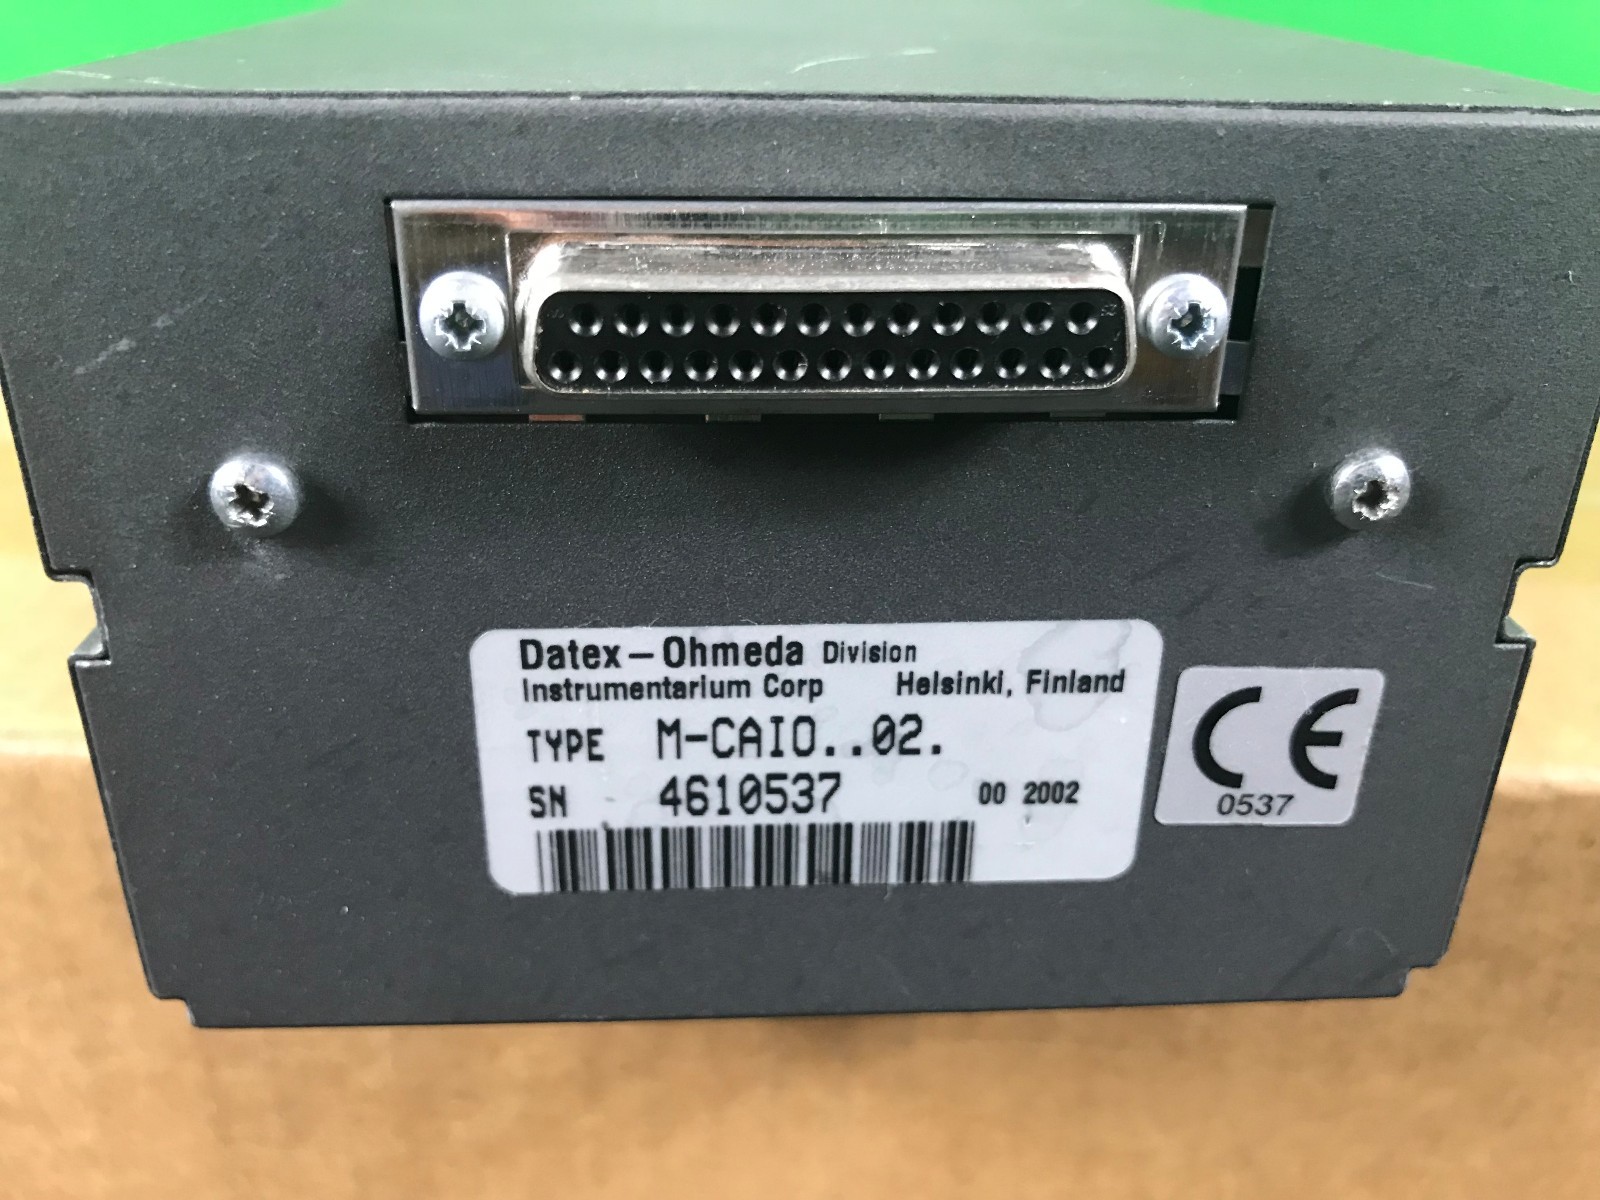 Datex-Ohmeda Division
Instrumentarium Corp Helsinki, Finland
TYPE M-CAIO..02.
SN 4610537 00 2002
CE
0537